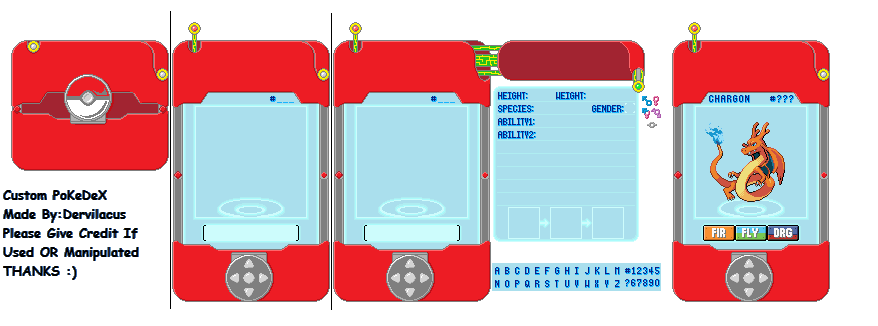 Custom PoKeDeX
Made By:Dervilacus
Please Give Credit If
Used OR Manipulated
THANKS :)
#___
#___
HEIGHT: WEIGHT:
SPECIES: GENDER:
ABILITY1:
ABILITY2:
A B C D E F G H I J K L M #12345
N O P Q R S T U V W X Y Z ?67890
CHARGON #???
FIR FLY DRG